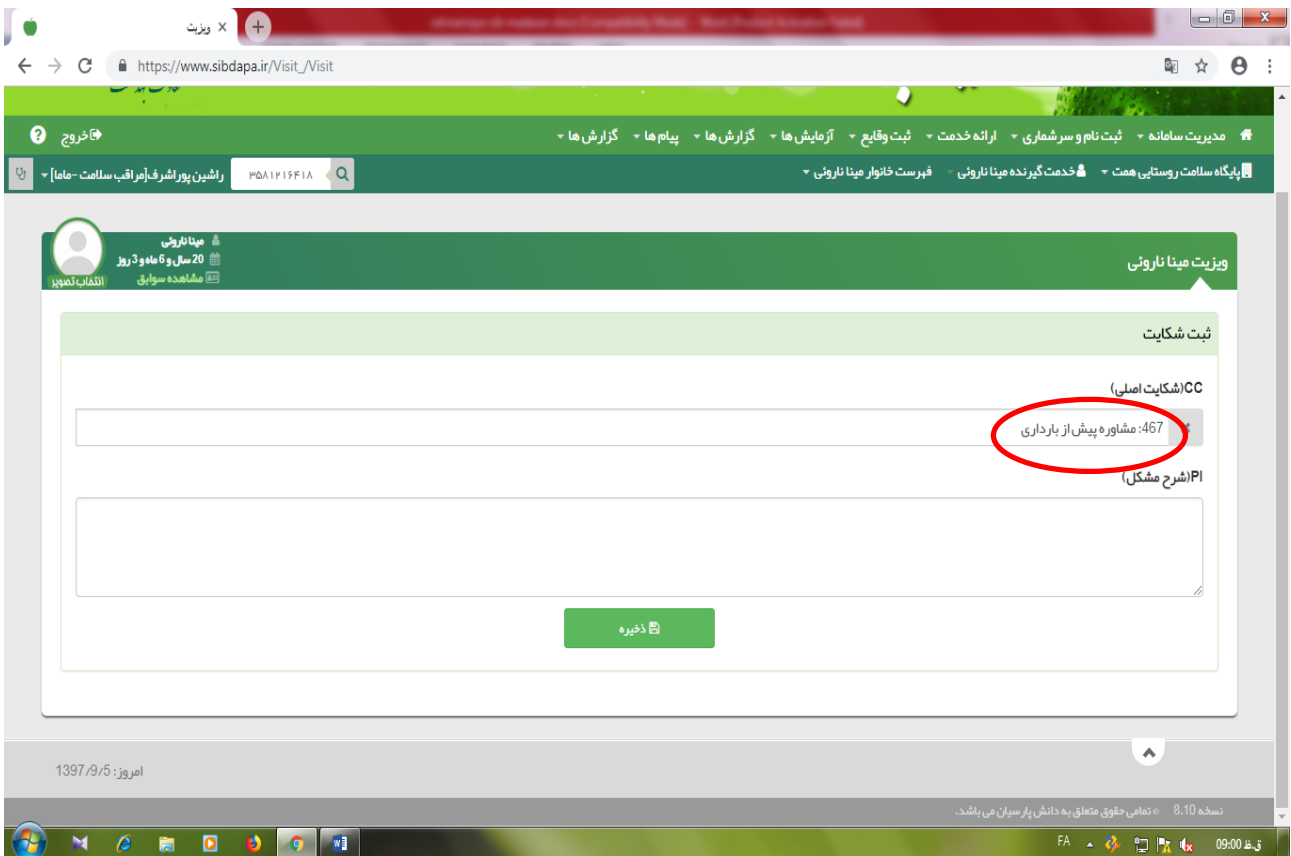 ویزیت
https://www.sibdapa.ir/Visit_/Visit
مدیریت سامانه ثبت نام و سرشماری ارائه خدمت ثبت وقایع آزمایش ها گزارش ها پیام ها گزارش ها خروج
پایگاه سلامت روستایی همت خدمت گیرنده مینا ناروئی فهرست خانوار مینا ناروئی ۳۵۸۱۲۱۶۴۱۸ راشین پوراشرف[مراقب سلامت -ماما]
ویزیت مینا ناروئی
مینا ناروئی
20 سال و 6 ماه و 3 روز
مشاهده سوابق
انتخاب تصویر
ثبت شکایت
CC(شکایت اصلی)
467: مشاوره پیش از بارداری
PI(شرح مشکل)
ذخیره
امروز: 1397/9/5
نسخه 8.10 © تمامی حقوق متعلق به دانش پارسیان می باشد.
FA 09:00 ق.ظ